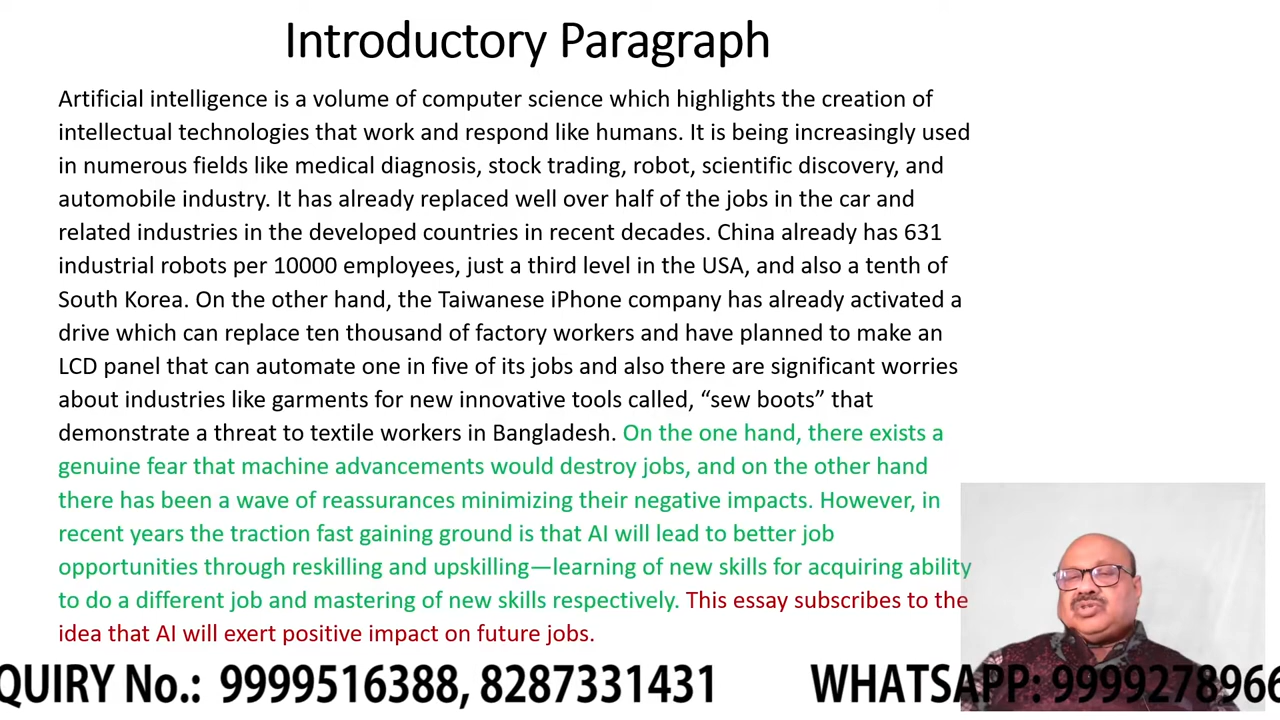 Introductory Paragraph
Artificial intelligence is a volume of computer science which highlights the creation of
intellectual technologies that work and respond like humans. It is being increasingly used
in numerous fields like medical diagnosis, stock trading, robot, scientific discovery, and
automobile industry. It has already replaced well over half of the jobs in the car and
related industries in the developed countries in recent decades. China already has 631
industrial robots per 10000 employees, just a third level in the USA, and also a tenth of
South Korea. On the other hand, the Taiwanese iPhone company has already activated a
drive which can replace ten thousand of factory workers and have planned to make an
LCD panel that can automate one in five of its jobs and also there are significant worries
about industries like garments for new innovative tools called, “sew boots” that
demonstrate a threat to textile workers in Bangladesh. On the one hand, there exists a
genuine fear that machine advancements would destroy jobs, and on the other hand
there has been a wave of reassurances minimizing their negative impacts. However, in
recent years the traction fast gaining ground is that AI will lead to better job
opportunities through reskilling and upskilling—learning of new skills for acquiring ability
to do a different job and mastering of new skills respectively. This essay subscribes to the
idea that AI will exert positive impact on future jobs.
QUIRY No.: 9999516388, 8287331431 WHATSAPP: 9999278966